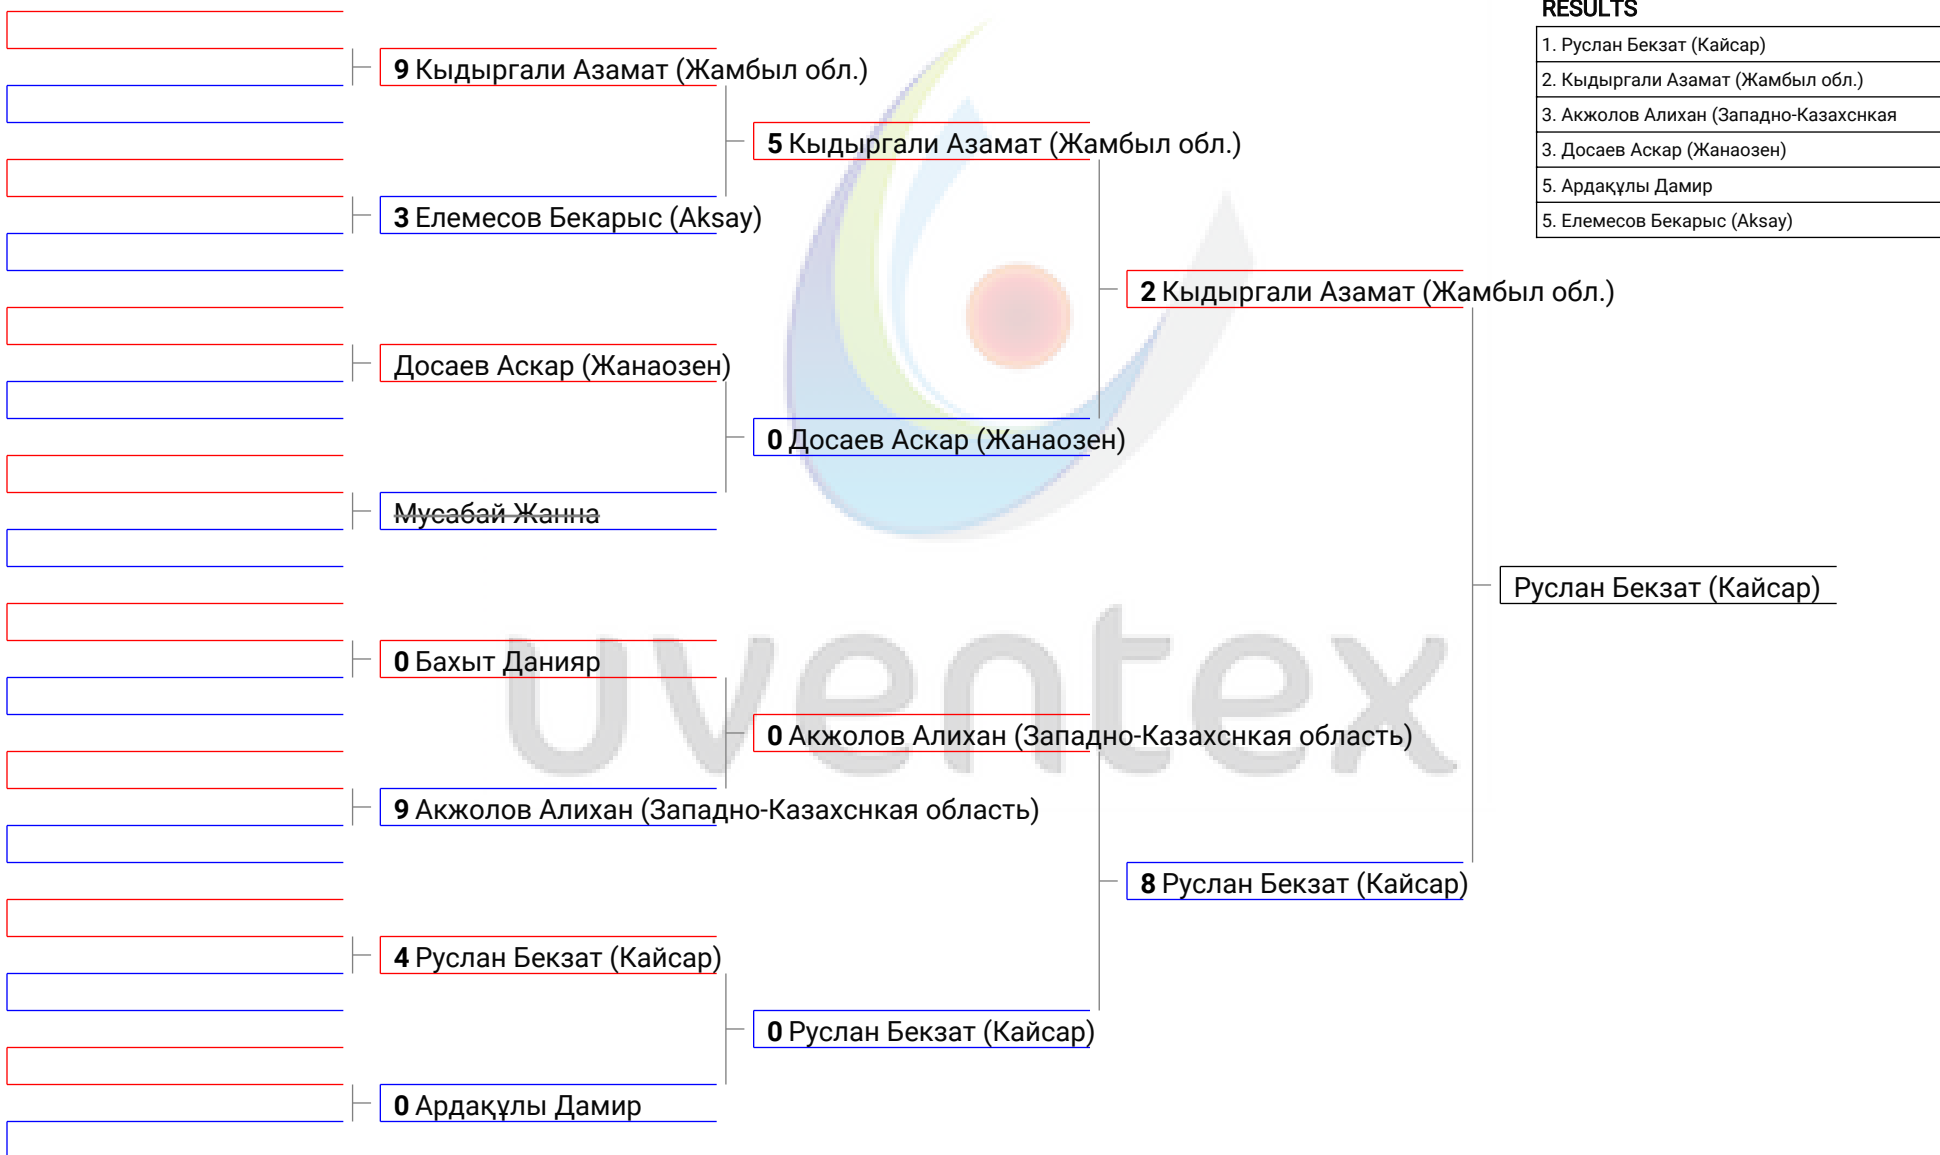 RESULTS
1. Руслан Бекзат (Кайсар)
2. Кыдыргали Азамат (Жамбыл обл.)
3. Акжолов Алихан (Западно-Казахснкая
3. Досаев Аскар (Жанаозен)
5. Ардақұлы Дамир
5. Елемесов Бекарыс (Aksay)
9 Кыдыргали Азамат (Жамбыл обл.)
5 Кыдыргали Азамат (Жамбыл обл.)
3 Елемесов Бекарыс (Aksay)
2 Кыдыргали Азамат (Жамбыл обл.)
Досаев Аскар (Жанаозен)
0 Досаев Аскар (Жанаозен)
Мусабай Жанна
Руслан Бекзат (Кайсар)
0 Бахыт Данияр
uventex
0 Акжолов Алихан (Западно-Казахснкая область)
9 Акжолов Алихан (Западно-Казахснкая область)
8 Руслан Бекзат (Кайсар)
4 Руслан Бекзат (Кайсар)
0 Руслан Бекзат (Кайсар)
0 Ардақұлы Дамир